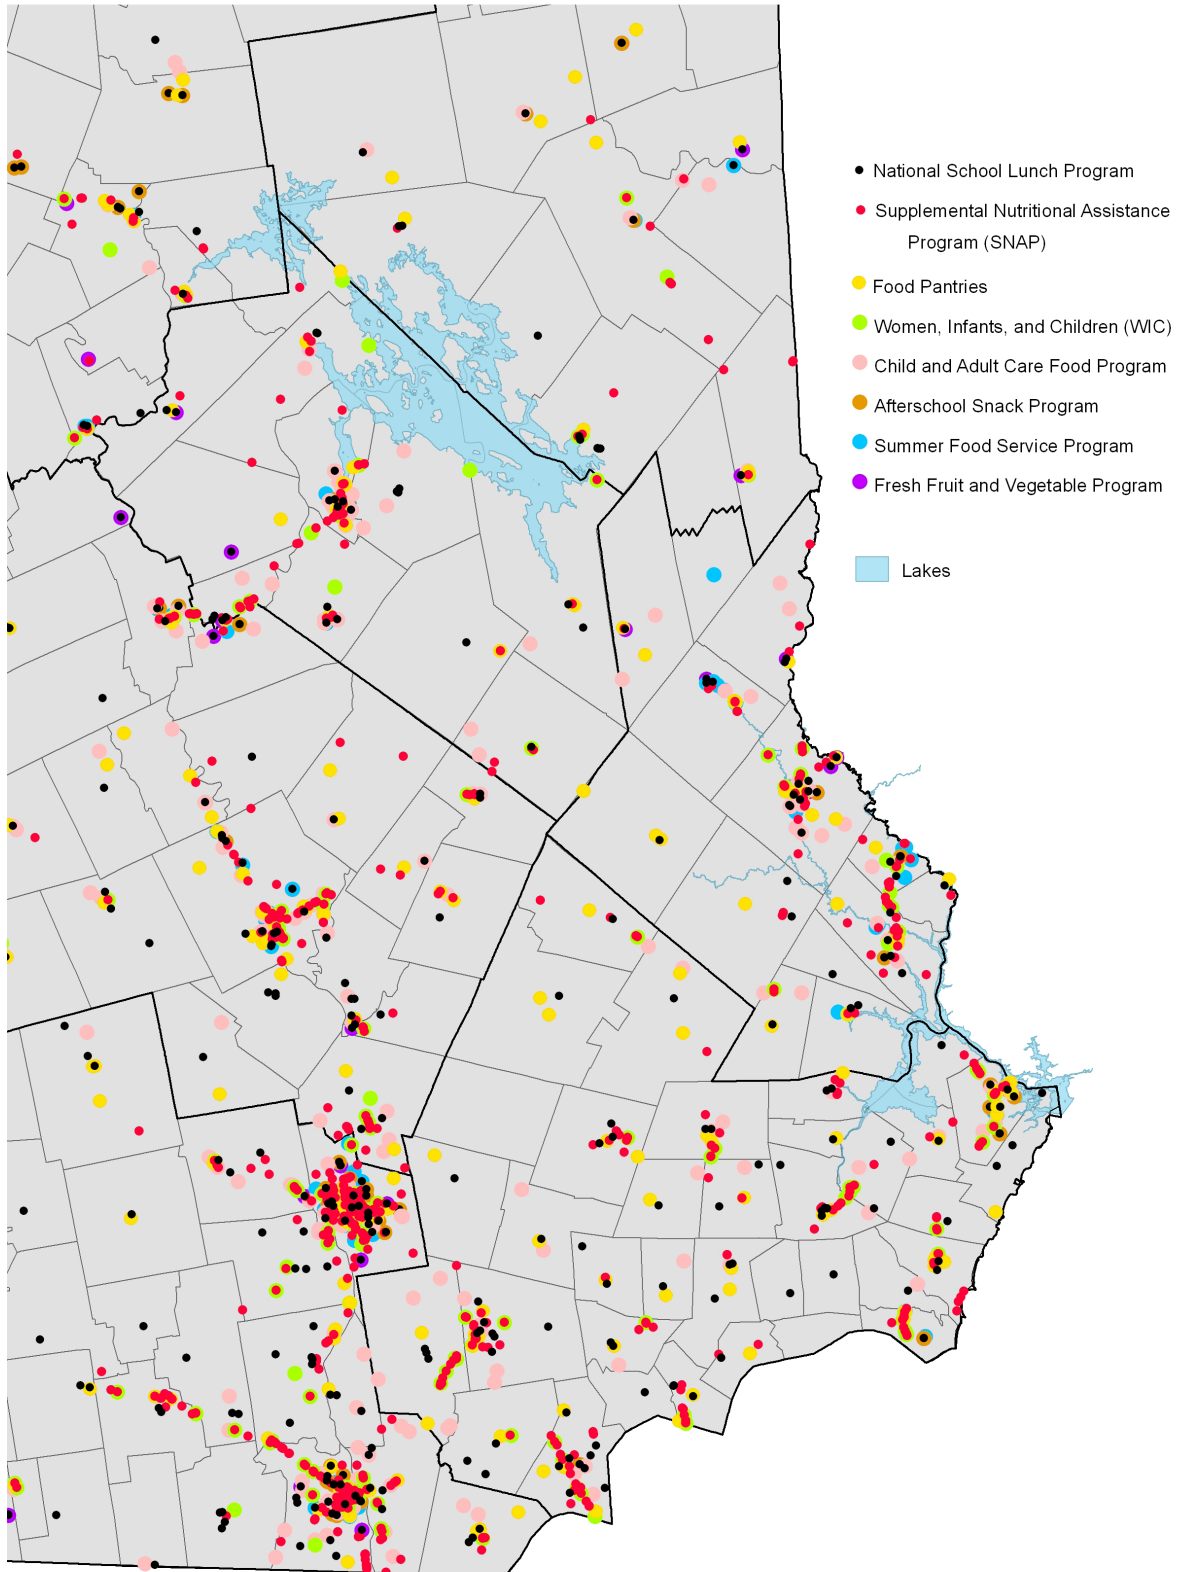 National School Lunch Program
Supplemental Nutritional Assistance
Program (SNAP)
Food Pantries
Women, Infants, and Children (WIC)
Child and Adult Care Food Program
Afterschool Snack Program
Summer Food Service Program
Fresh Fruit and Vegetable Program
Lakes